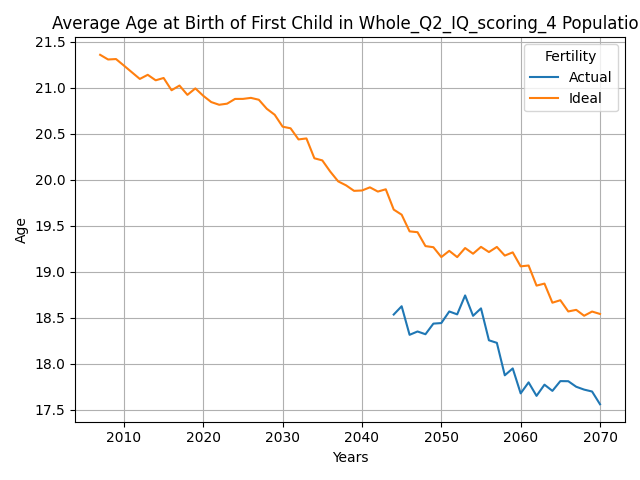 Average Age at Birth of First Child in Whole_Q2_IQ_scoring_4 Populatio
21.5
21.0
20.5
20.0
19.5
19.0
18.5
18.0
17.5
Age
Fertility
Actual
Ideal
2010 2020 2030 2040 2050 2060 2070
Years